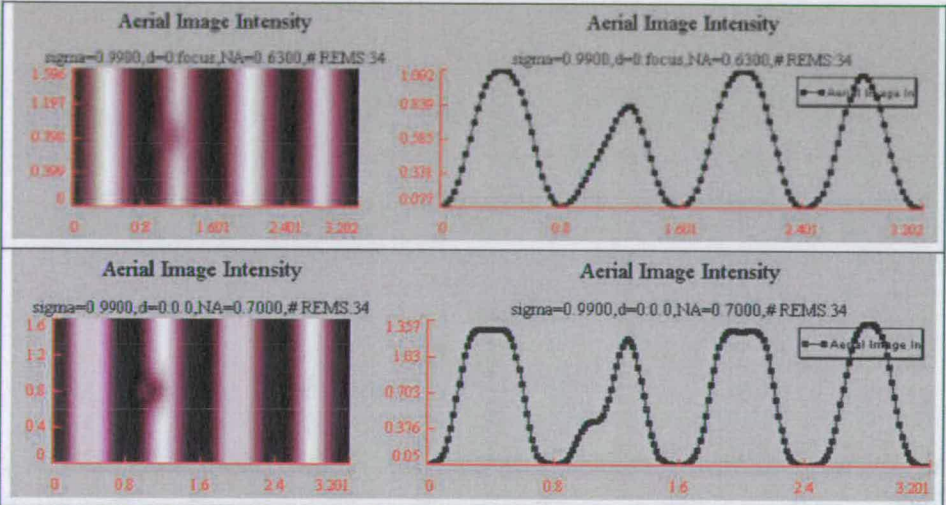 Aerial Image Intensity
sigma=0.9900,d=0:focus,NA=0.6300,# REMS:34
1.596
1.197
0.798
0.399
0
0 0.8 1.601 2.401 3.202
Aerial Image Intensity
sigma=0.9900,d=0:focus,NA=0.6300,# REMS:34
1.092
0.839
0.585
0.331
0.077
Aerial Image In
0 0.8 1.601 2.401 3.202
Aerial Image Intensity
sigma=0.9900,d=0:0.0,NA=0.7000,# REMS:34
1.6
1.2
0.8
0.4
0
0 0.8 1.6 2.4 3.201
Aerial Image Intensity
sigma=0.9900,d=0:0.0,NA=0.7000,# REMS:34
1.357
1.03
0.703
0.376
0.05
Aerial Image In
0 0.8 1.6 2.4 3.201